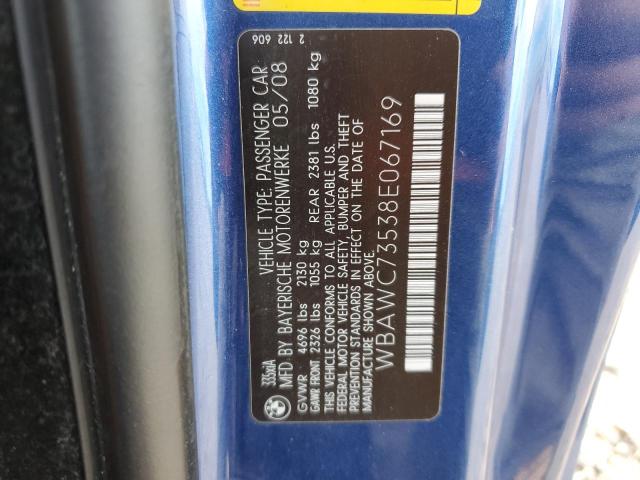 2 122 606
VEHICLE TYPE: PASSENGER CAR
MFD BY BAYERISCHE MOTORENWERKE 05/08
GVWR 4696 lbs 2130 kg
GAWR FRONT 2326 lbs 1055 kg REAR 2381 lbs 1080 kg
THIS VEHICLE CONFORMS TO ALL APPLICABLE U.S.
FEDERAL MOTOR VEHICLE SAFETY, BUMPER AND THEFT
PREVENTION STANDARDS IN EFFECT ON THE DATE OF
MANUFACTURE SHOWN ABOVE.
WBAWC73538E067169